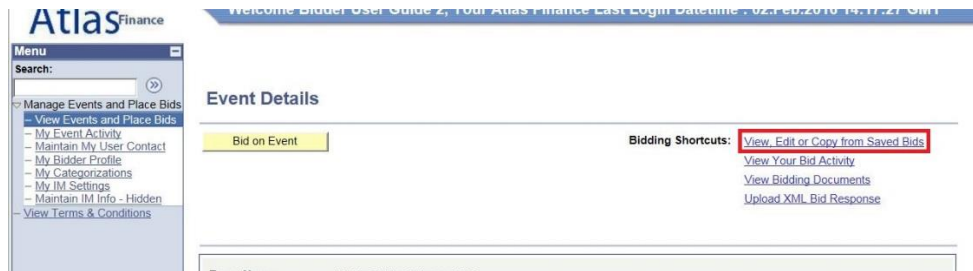 Atlas Finance
Welcome Bidder User Guide 2, Your Atlas Finance Last Login Datetime : 02.Feb.2016 14:17:27 GMT
Menu
Search:
Manage Events and Place Bids
– View Events and Place Bids
– My Event Activity
– Maintain My User Contact
– My Bidder Profile
– My Categorizations
– My IM Settings
– Maintain IM Info - Hidden
– View Terms & Conditions
Event Details
Bid on Event
Bidding Shortcuts: View, Edit or Copy from Saved Bids
View Your Bid Activity
View Bidding Documents
Upload XML Bid Response